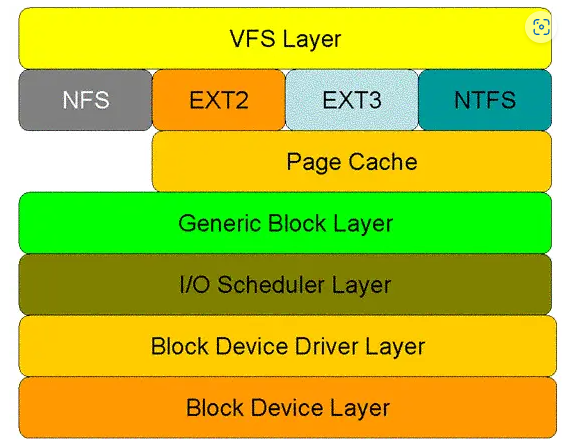 VFS Layer
NFS EXT2 EXT3 NTFS
Page Cache
Generic Block Layer
I/O Scheduler Layer
Block Device Driver Layer
Block Device Layer